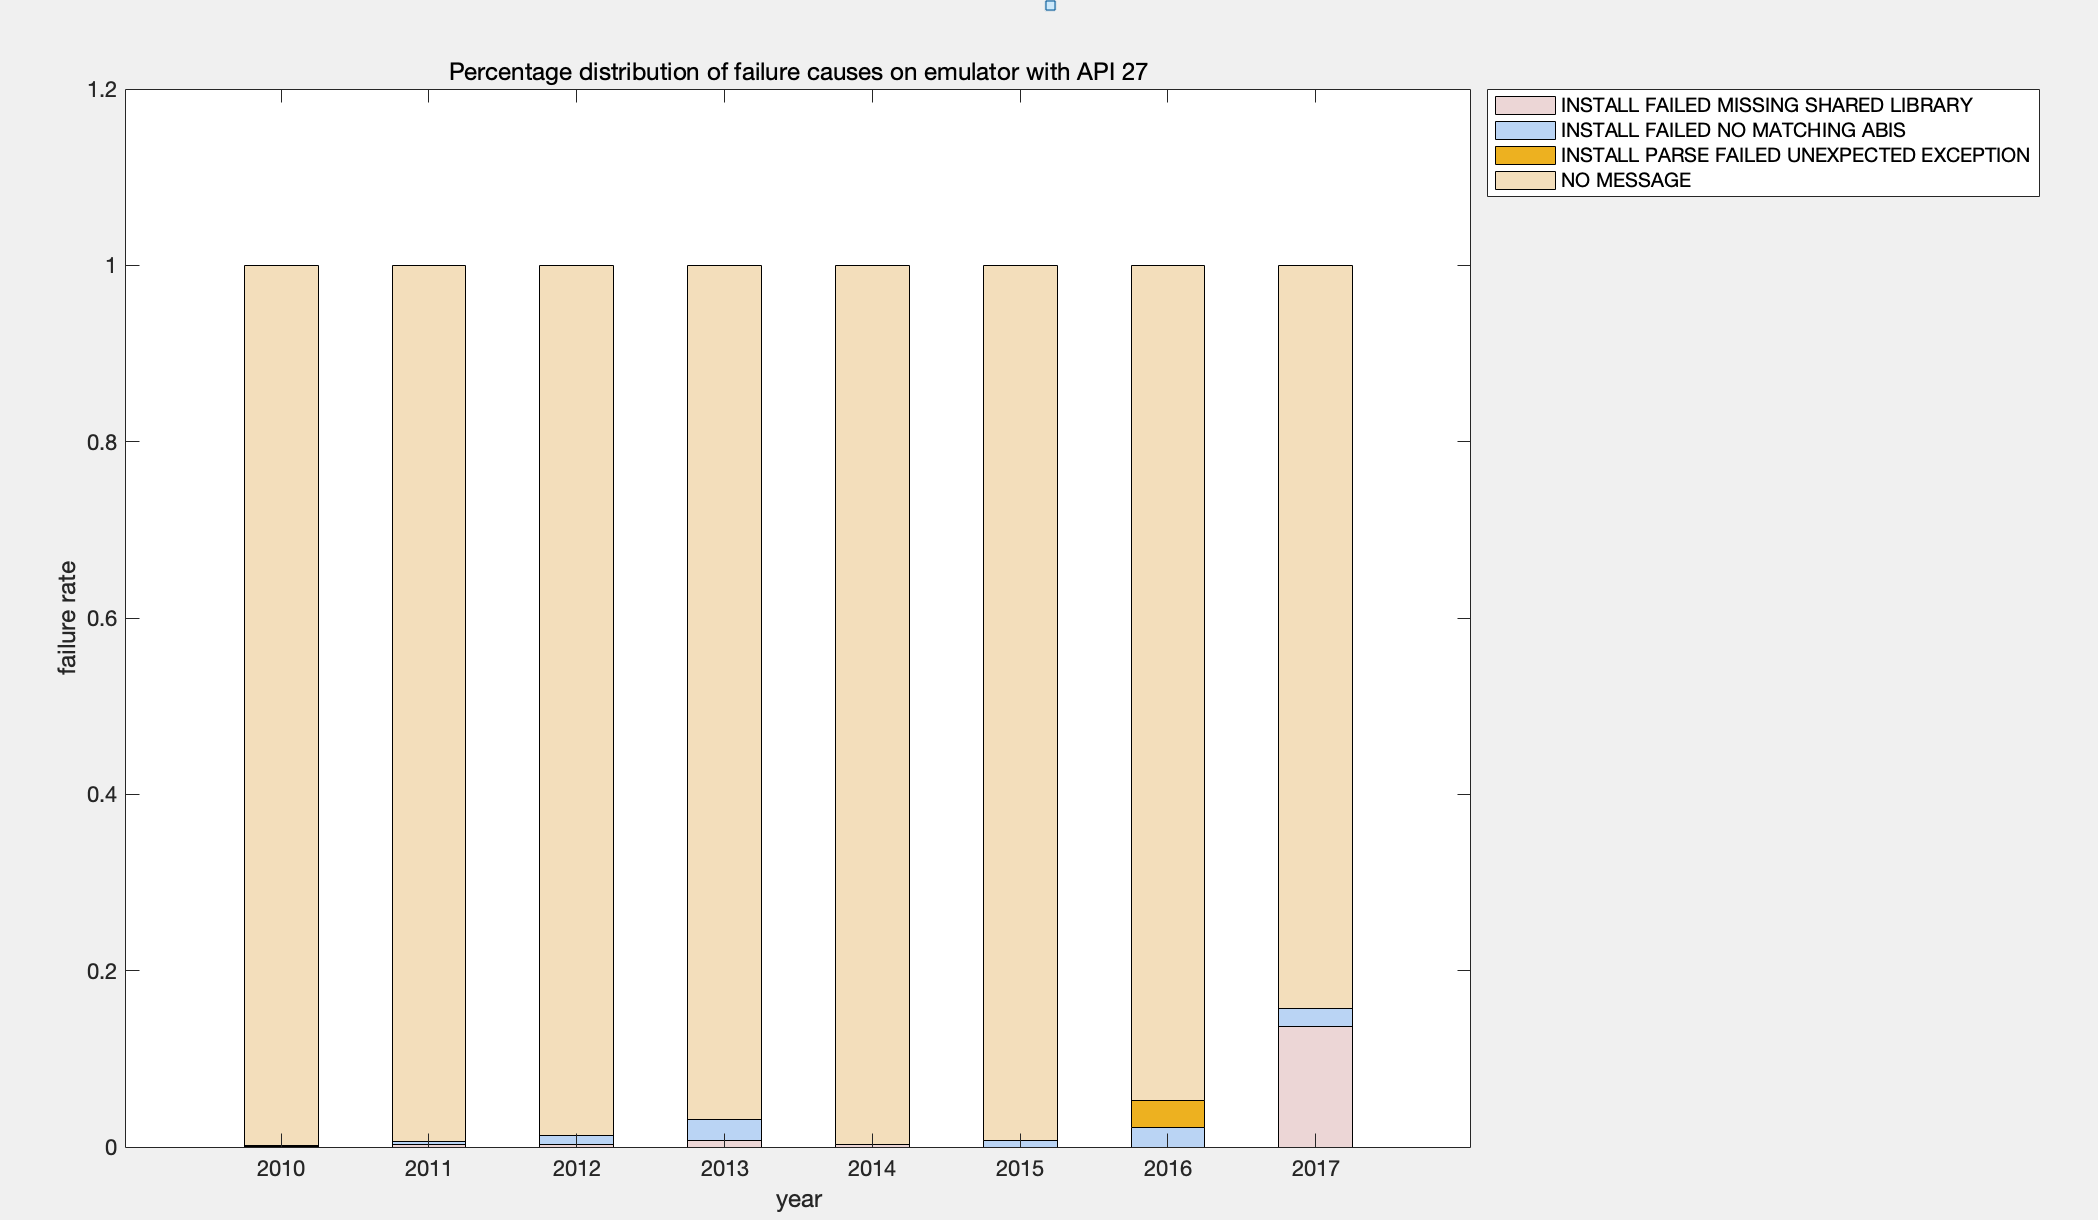 Percentage distribution of failure causes on emulator with API 27
INSTALL FAILED MISSING SHARED LIBRARY
INSTALL FAILED NO MATCHING ABIS
INSTALL PARSE FAILED UNEXPECTED EXCEPTION
NO MESSAGE
1.2
1
0.8
0.6
0.4
0.2
0
failure rate
2010 2011 2012 2013 2014 2015 2016 2017
year